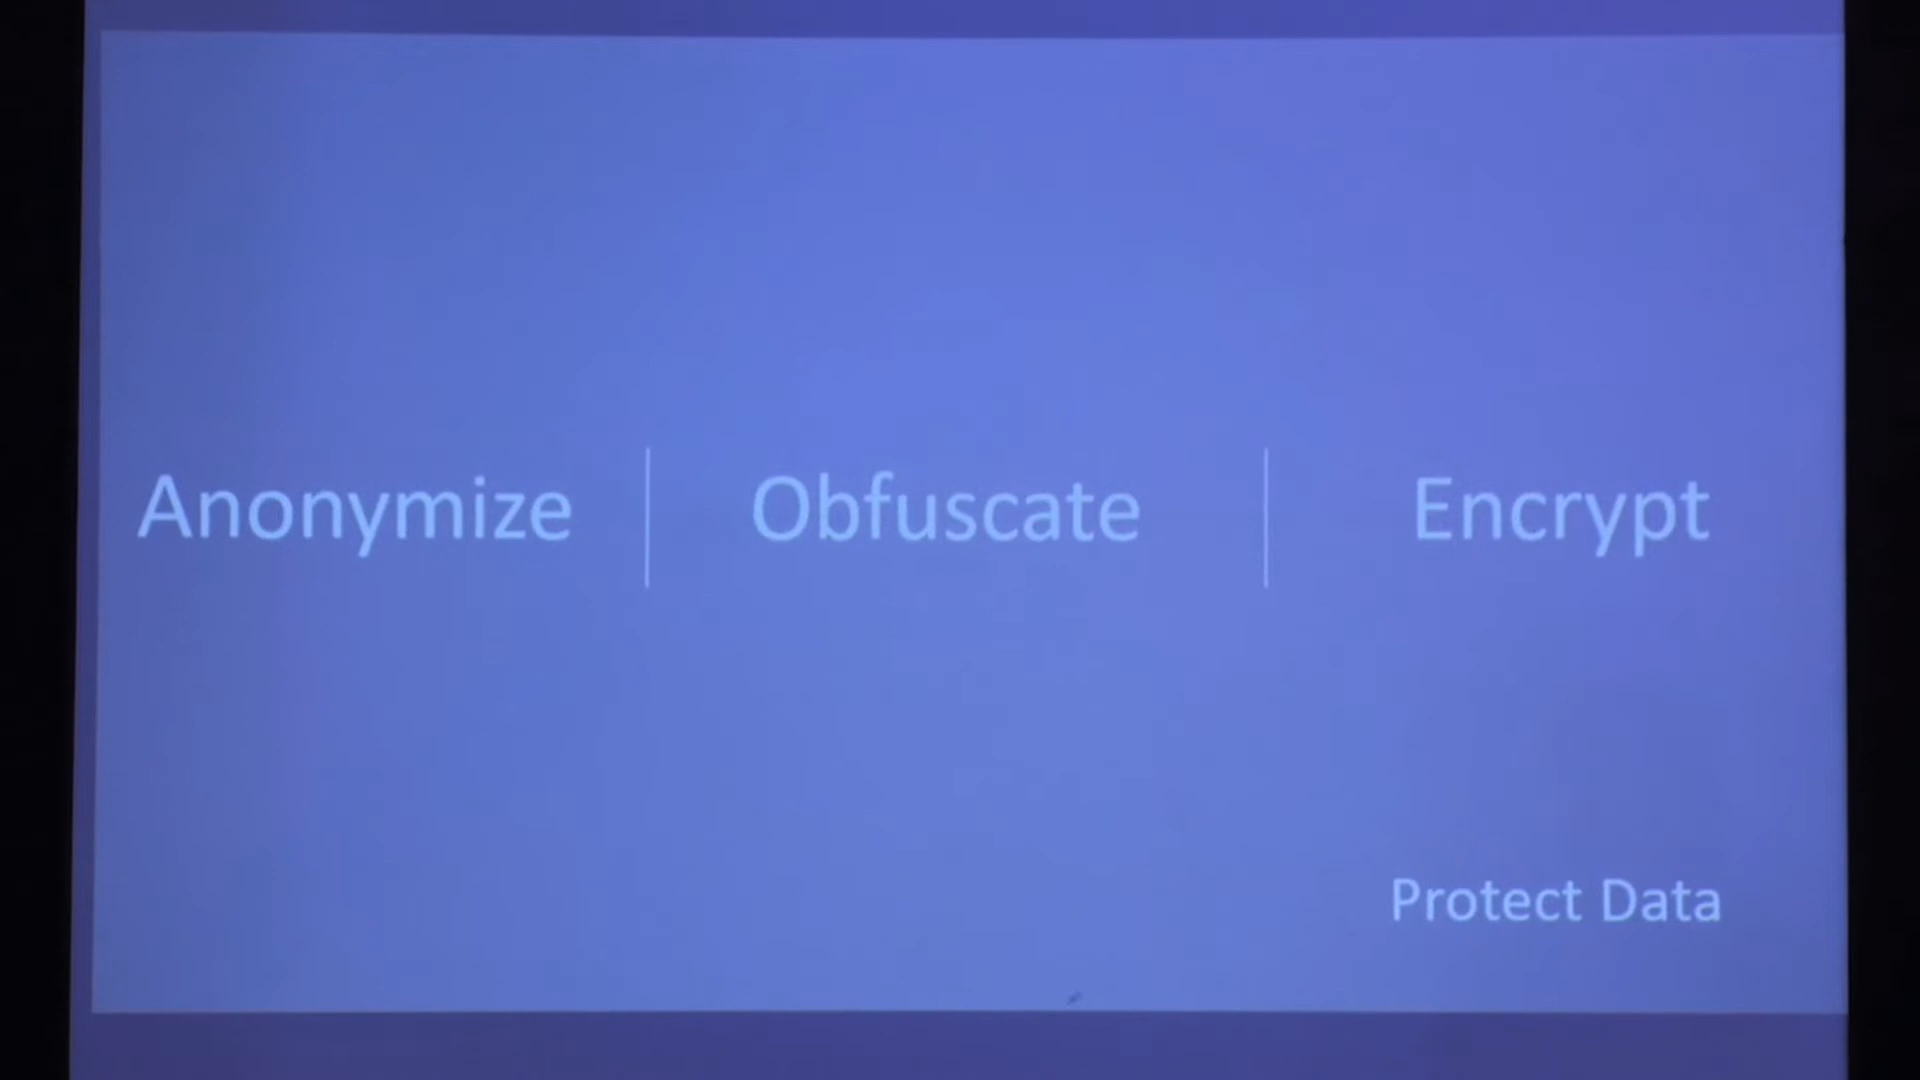 Anonymize | Obfuscate | Encrypt
Protect Data